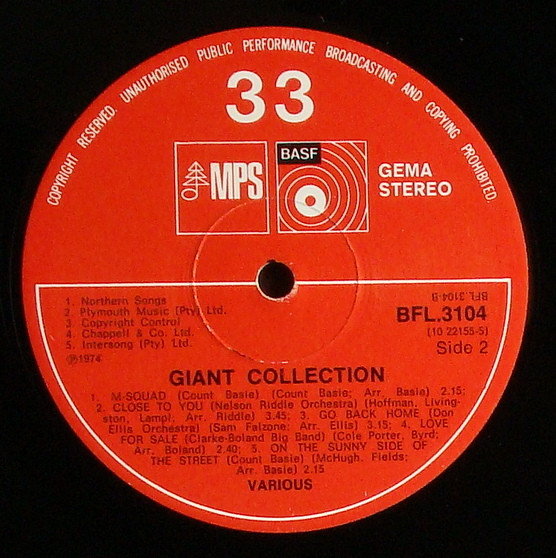 COPYRIGHT RESERVED. UNAUTHORISED PUBLIC PERFORMANCE BROADCASTING AND COPYING PROHIBITED.
33
MPS
BASF
GEMA
STEREO
1. Northern Songs
2. Plymouth Music [Pty] Ltd.
3. Copyright Control
4. Chappell & Co. Ltd.
5. Intersong (Pty) Ltd.
℗1974
BFL.3104-B
BFL.3104
(10 22155-5)
Side 2
GIANT COLLECTION
1. M-SQUAD (Count Basie) (Count Basie; Arr. Basie) 2.15;
2. CLOSE TO YOU (Nelson Riddle Orchestra) (Hoffman, Living-
ston, Lampl; Arr. Riddle) 3.45; 3. GO BACK HOME (Don
Ellis Orchestra) (Sam Falzone; Arr. Ellis) 3.15; 4. LOVE
FOR SALE (Clarke-Boland Big Band) (Cole Porter, Byrd;
Arr. Boland) 2.40; 5. ON THE SUNNY SIDE OF
THE STREET (Count Basie) (McHugh, Fields;
Arr. Basie) 2.15
VARIOUS